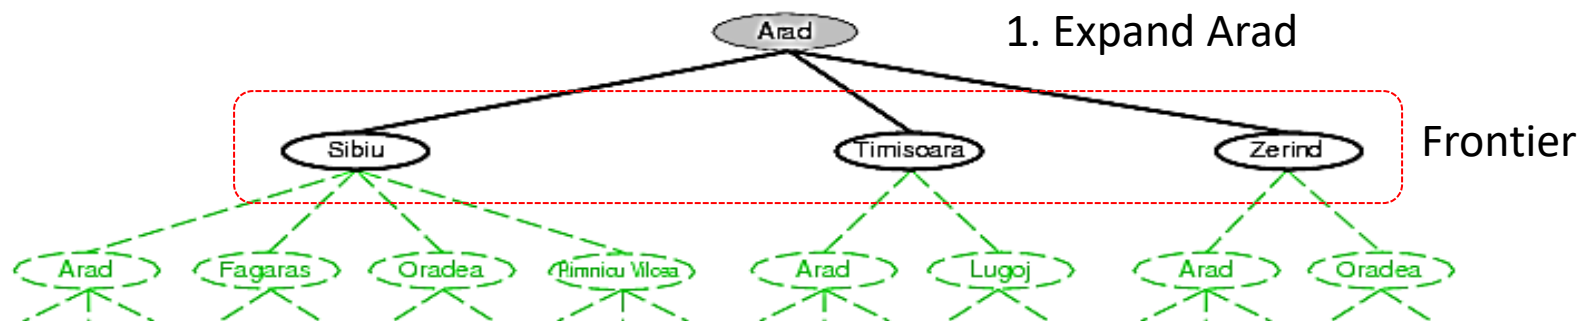 Arad
1. Expand Arad
Sibiu
Timisoara
Zerind
Frontier
Arad
Fagaras
Oradea
Rimnicu Vilcea
Arad
Lugoj
Arad
Oradea